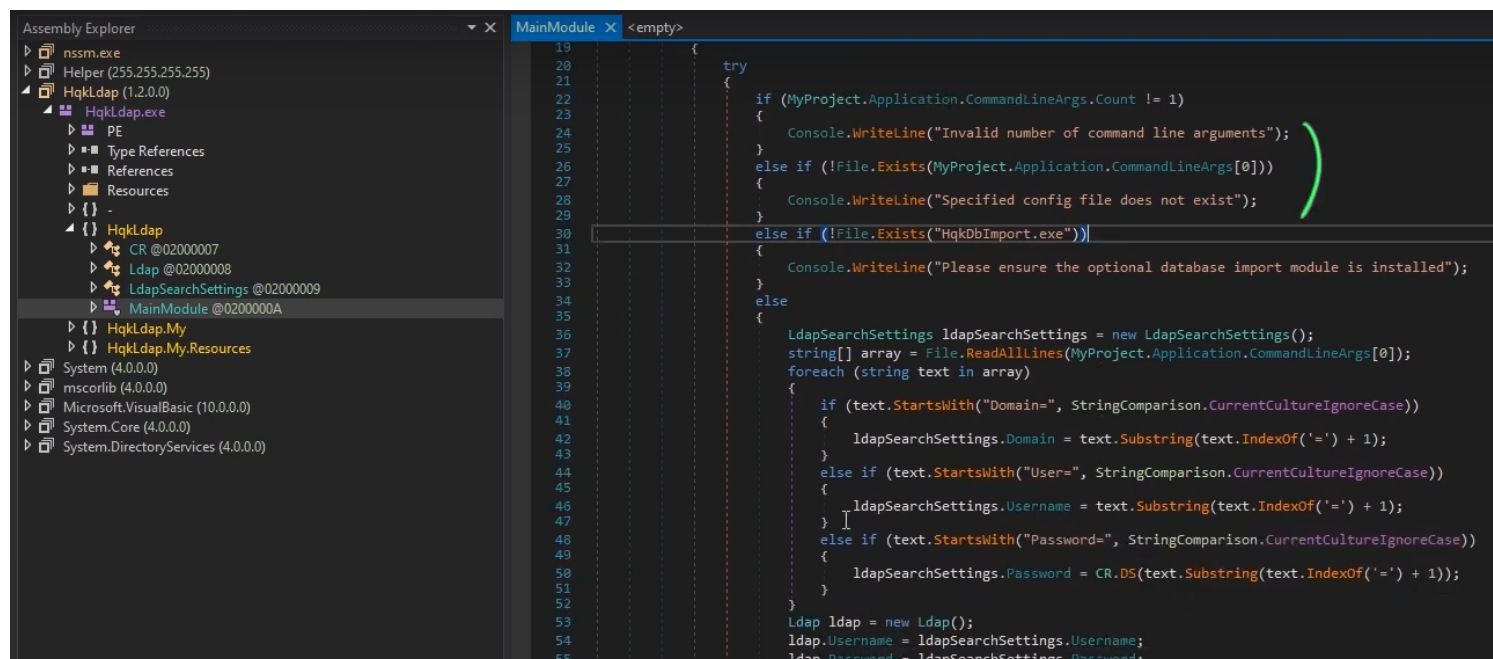 Assembly Explorer
nssm.exe
Helper (255.255.255.255)
HqkLdap (1.2.0.0)
HqkLdap.exe
PE
Type References
References
Resources
{ } -
{ } HqkLdap
CR @02000007
Ldap @02000008
LdapSearchSettings @02000009
MainModule @0200000A
{ } HqkLdap.My
{ } HqkLdap.My.Resources
System (4.0.0.0)
mscorlib (4.0.0.0)
Microsoft.VisualBasic (10.0.0.0)
System.Core (4.0.0.0)
System.DirectoryServices (4.0.0.0)
MainModule <empty>
19 {
20 try
21 {
22 if (MyProject.Application.CommandLineArgs.Count != 1)
23 {
24 Console.WriteLine("Invalid number of command line arguments");
25 }
26 else if (!File.Exists(MyProject.Application.CommandLineArgs[0]))
27 {
28 Console.WriteLine("Specified config file does not exist");
29 }
30 else if (!File.Exists("HqkDbImport.exe"))
31 {
32 Console.WriteLine("Please ensure the optional database import module is installed");
33 }
34 else
35 {
36 LdapSearchSettings ldapSearchSettings = new LdapSearchSettings();
37 string[] array = File.ReadAllLines(MyProject.Application.CommandLineArgs[0]);
38 foreach (string text in array)
39 {
40 if (text.StartsWith("Domain=", StringComparison.CurrentCultureIgnoreCase))
41 {
42 ldapSearchSettings.Domain = text.Substring(text.IndexOf('=') + 1);
43 }
44 else if (text.StartsWith("User=", StringComparison.CurrentCultureIgnoreCase))
45 {
46 ldapSearchSettings.Username = text.Substring(text.IndexOf('=') + 1);
47 }
48 else if (text.StartsWith("Password=", StringComparison.CurrentCultureIgnoreCase))
49 {
50 ldapSearchSettings.Password = CR.DS(text.Substring(text.IndexOf('=') + 1));
51 }
52 }
53 Ldap ldap = new Ldap();
54 ldap.Username = ldapSearchSettings.Username;
55 ldap.Password = ldapSearchSettings.Password;